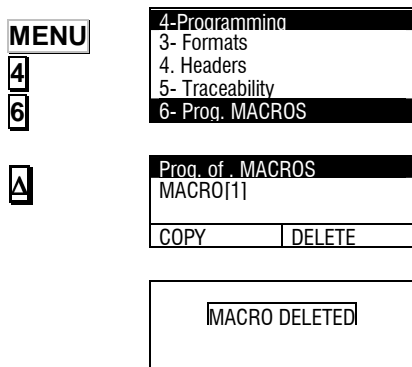 MENU
4
6
4-Programming
3- Formats
4. Headers
5- Traceability
6- Prog. MACROS
Δ
Prog. of . MACROS
MACRO[1]
COPY DELETE
MACRO DELETED